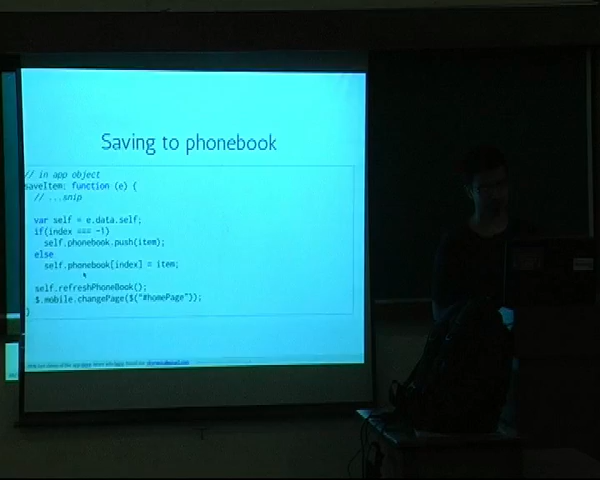 Saving to phonebook
// in app object
saveItem: function (e) {
// ...snip
var self = e.data.self;
if(index === -1)
self.phonebook.push(item);
else
self.phonebook[index] = item;
self.refreshPhoneBook();
$.mobile.changePage($("#homePage"));
}